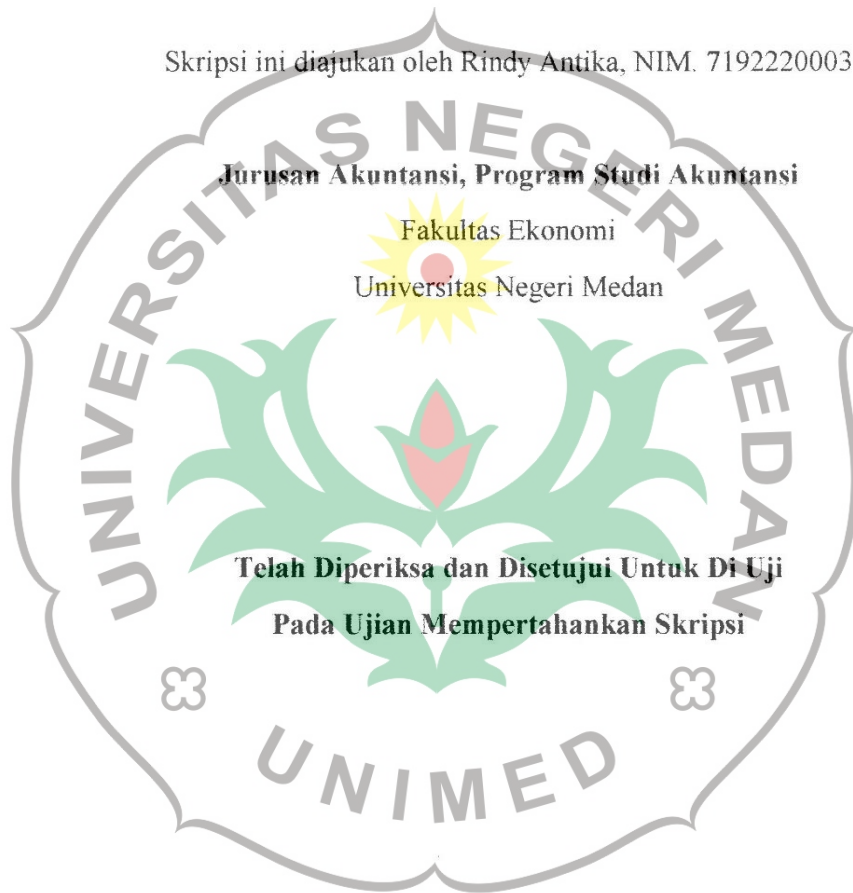 Skripsi ini diajukan oleh Rindy Antika, NIM. 7192220003
Jurusan Akuntansi, Program Studi Akuntansi
Fakultas Ekonomi
Universitas Negeri Medan
Telah Diperiksa dan Disetujui Untuk Di Uji
Pada Ujian Mempertahankan Skripsi
UNIVERSITAS NEGERI MEDAN
UNIMED